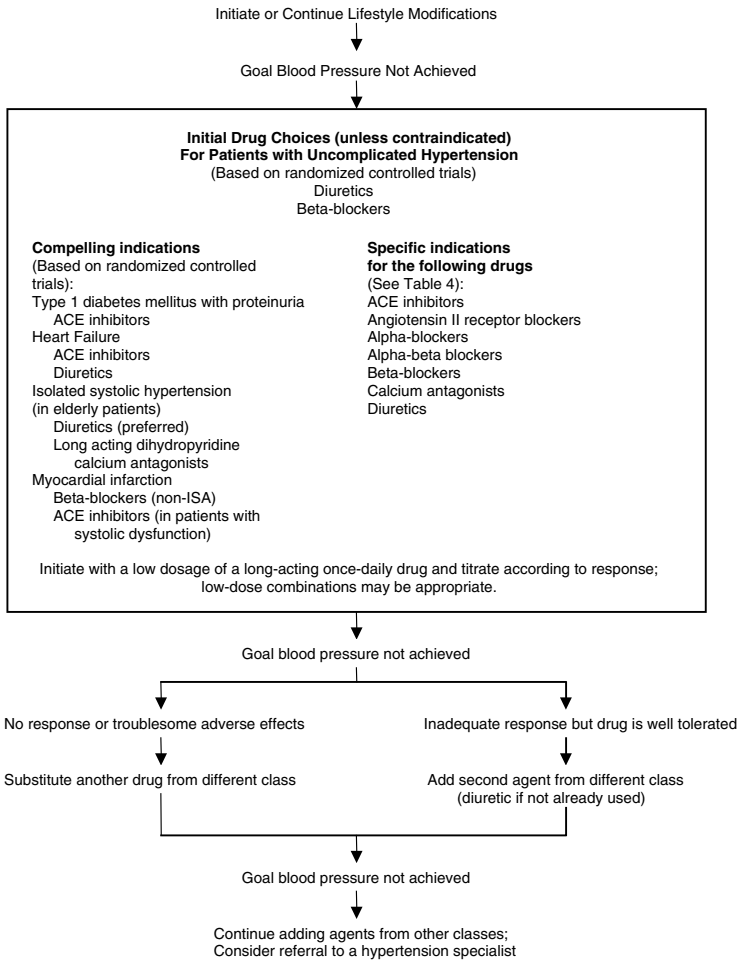 Initiate or Continue Lifestyle Modifications
Goal Blood Pressure Not Achieved
Initial Drug Choices (unless contraindicated)
For Patients with Uncomplicated Hypertension
(Based on randomized controlled trials)
Diuretics
Beta-blockers
Compelling indications
(Based on randomized controlled
trials):
Type 1 diabetes mellitus with proteinuria
ACE inhibitors
Heart Failure
ACE inhibitors
Diuretics
Isolated systolic hypertension
(in elderly patients)
Diuretics (preferred)
Long acting dihydropyridine
calcium antagonists
Myocardial infarction
Beta-blockers (non-ISA)
ACE inhibitors (in patients with
systolic dysfunction)
Specific indications
for the following drugs
(See Table 4):
ACE inhibitors
Angiotensin II receptor blockers
Alpha-blockers
Alpha-beta blockers
Beta-blockers
Calcium antagonists
Diuretics
Initiate with a low dosage of a long-acting once-daily drug and titrate according to response;
low-dose combinations may be appropriate.
Goal blood pressure not achieved
No response or troublesome adverse effects
Substitute another drug from different class
Inadequate response but drug is well tolerated
Add second agent from different class
(diuretic if not already used)
Goal blood pressure not achieved
Continue adding agents from other classes;
Consider referral to a hypertension specialist